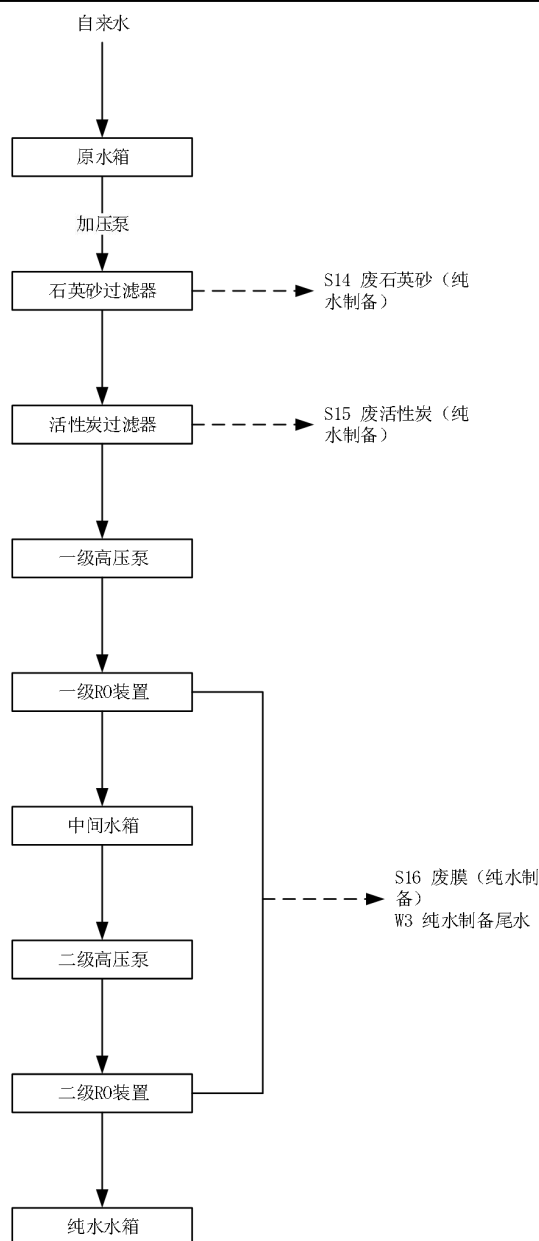 自来水
原水箱
加压泵
石英砂过滤器
S14 废石英砂（纯
水制备）
活性炭过滤器
S15 废活性炭（纯
水制备）
一级高压泵
一级RO装置
中间水箱
S16 废膜（纯水制
备）
W3 纯水制备尾水
二级高压泵
二级RO装置
纯水水箱